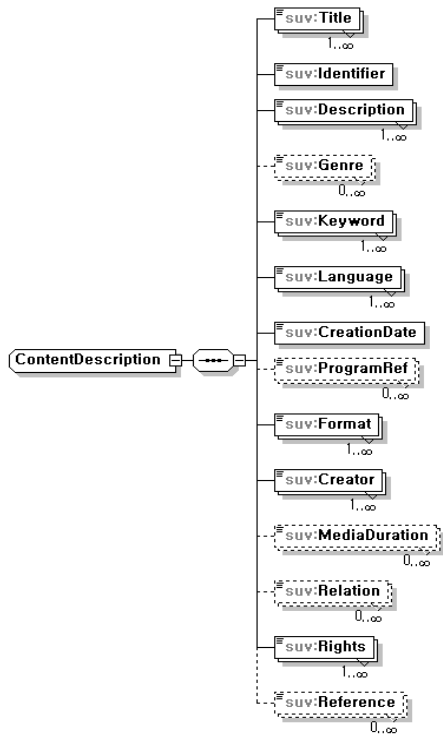 suv:Title
1..∞
suv:Identifier
suv:Description
1..∞
suv:Genre
0..∞
suv:Keyword
1..∞
suv:Language
1..∞
suv:CreationDate
ContentDescription
suv:ProgramRef
0..∞
suv:Format
1..∞
suv:Creator
1..∞
suv:MediaDuration
0..∞
suv:Relation
0..∞
suv:Rights
1..∞
suv:Reference
0..∞